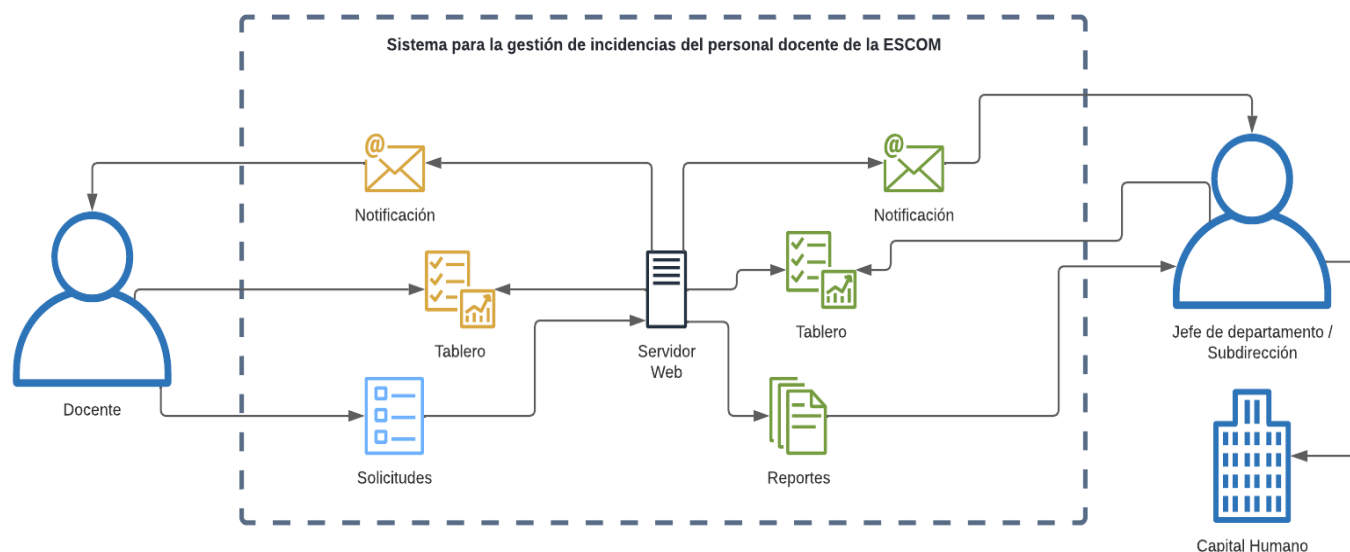 Sistema para la gestión de incidencias del personal docente de la ESCOM
@
@
Notificación
Notificación
Tablero
Tablero
Servidor
Web
Jefe de departamento /
Subdirección
Docente
Solicitudes
Reportes
Capital Humano